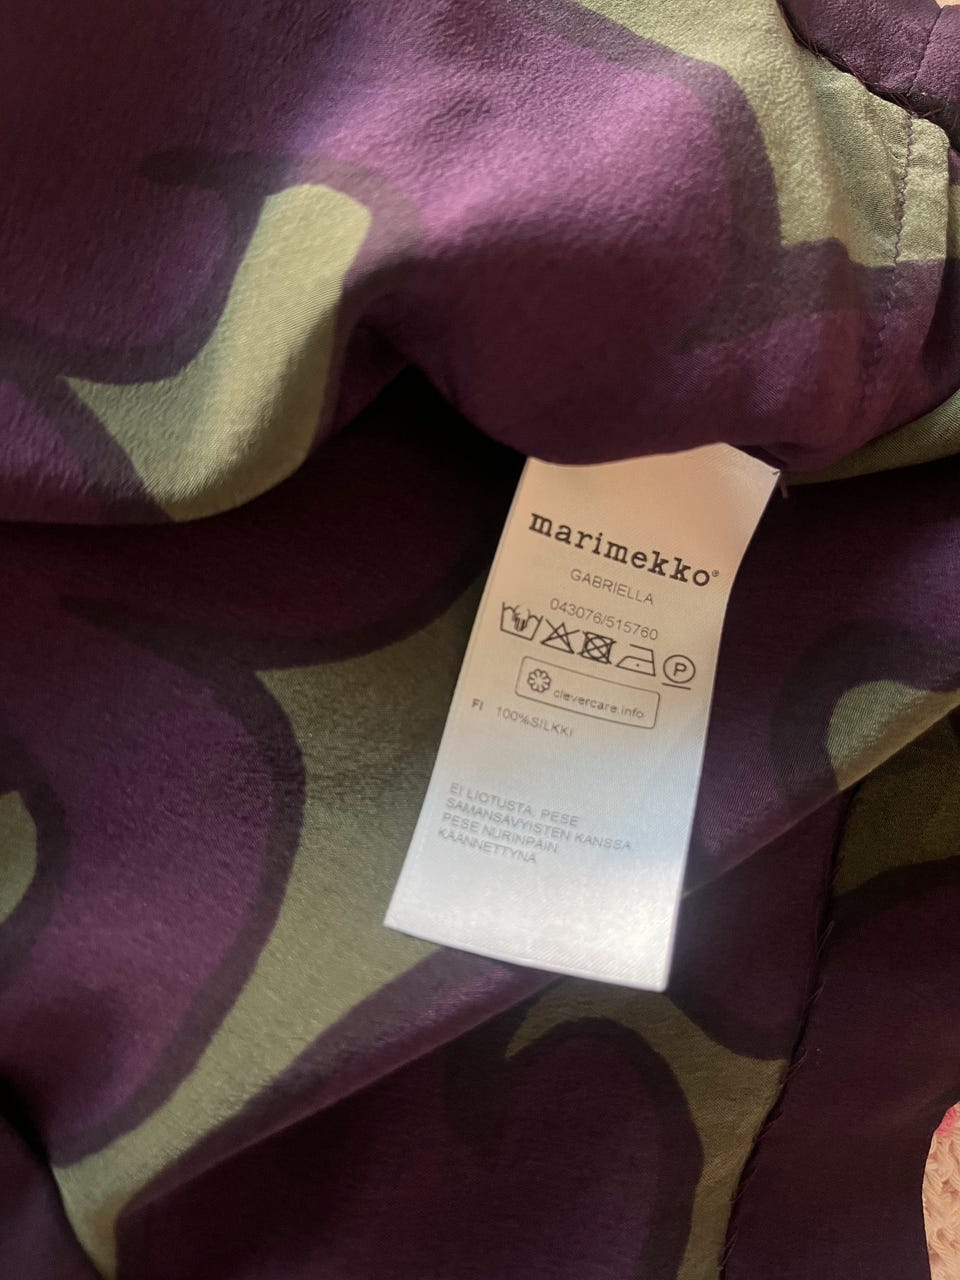 marimekko®
GABRIELLA
043076/515760
P
clevercare.info
FI 100%SILKKI
EI LIOTUSTA. PESE
SAMANSÄVYISTEN KANSSA
PESE NURINPÄIN
KÄÄNNETTYNÄ